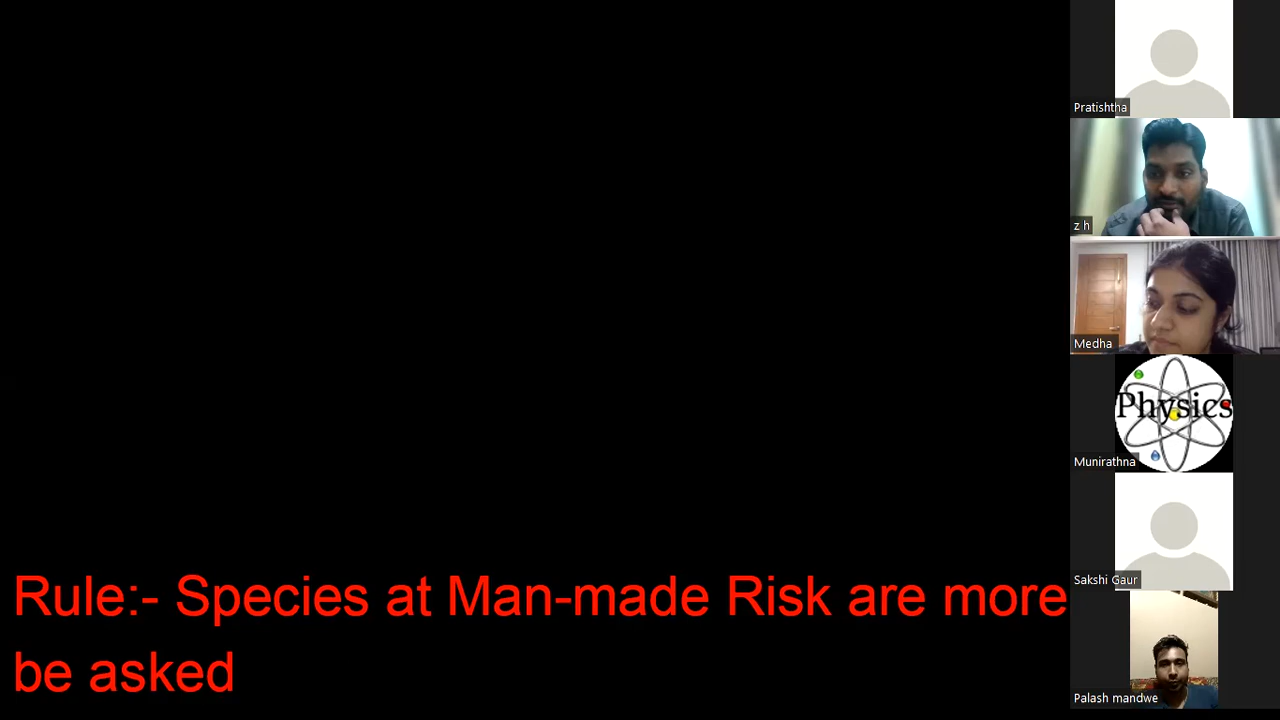 Pratishtha
z h
Medha
Physics
Munirathna
Sakshi Gaur
Palash mandwe
Rule:- Species at Man-made Risk are more
be asked